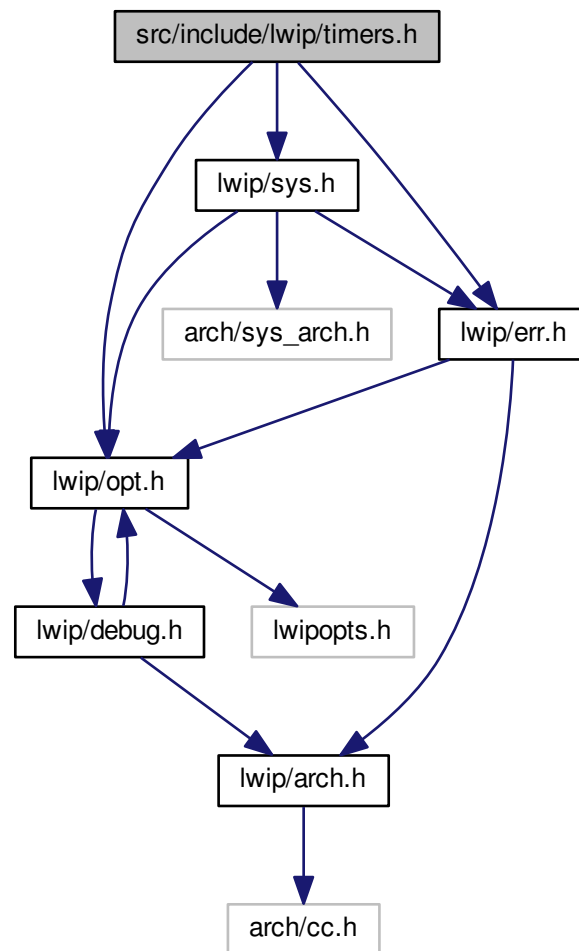 src/include/lwip/timers.h
lwip/sys.h
arch/sys_arch.h
lwip/err.h
lwip/opt.h
lwip/debug.h
lwipopts.h
lwip/arch.h
arch/cc.h